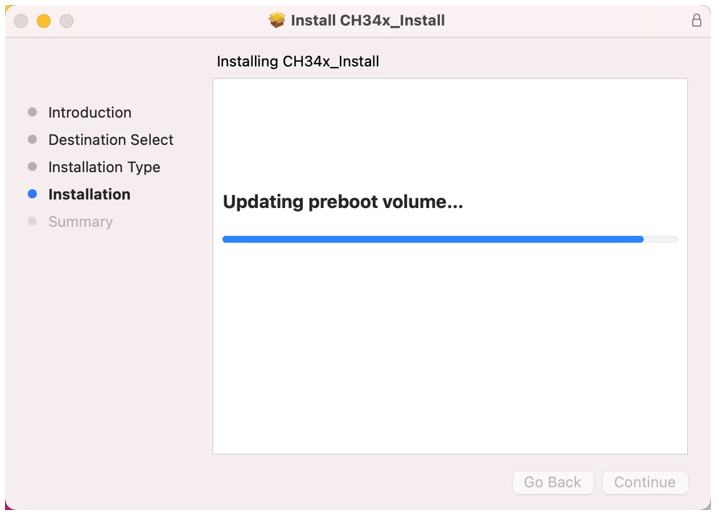 Install CH34x_Install
Installing CH34x_Install
Introduction
Destination Select
Installation Type
Installation
Summary
Updating preboot volume...
Go Back
Continue